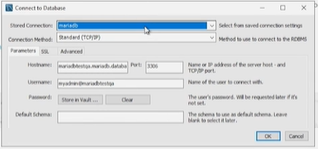 Connect to Database
Stored Connection: mariadb Select from saved connection settings
Connection Method: Standard (TCP/IP) Method to use to connect to the RDBMS
Parameters SSL Advanced
Hostname: mariadbtestqa.mariadb.databa Port: 3306 Name or IP address of the server host - and
TCP/IP port.
Username: myadmin@mariadbtestqa Name of the user to connect with.
Password: Store in Vault ... Clear The user's password. Will be requested later if it's
not set.
Default Schema: The schema to use as default schema. Leave
blank to select it later.
OK Cancel